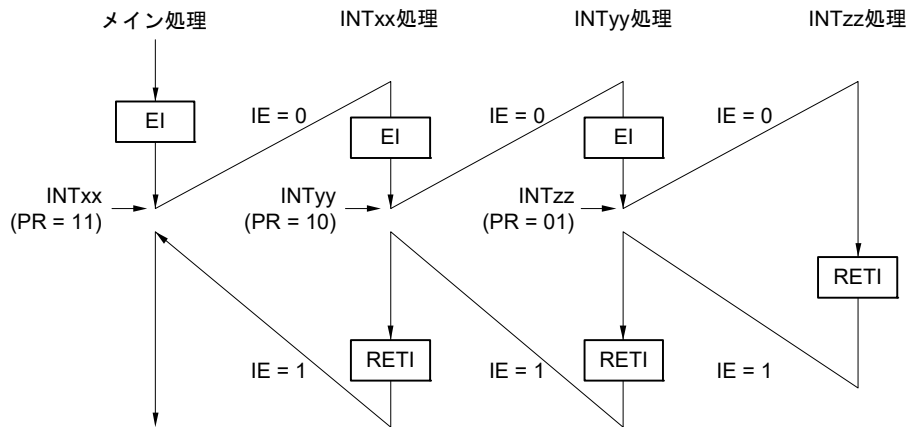 メイン処理
INTxx処理
INTyy処理
INTzz処理
EI
IE = 0
EI
IE = 0
EI
IE = 0
INTxx
(PR = 11)
INTyy
(PR = 10)
INTzz
(PR = 01)
RETI
IE = 1
RETI
IE = 1
RETI
IE = 1